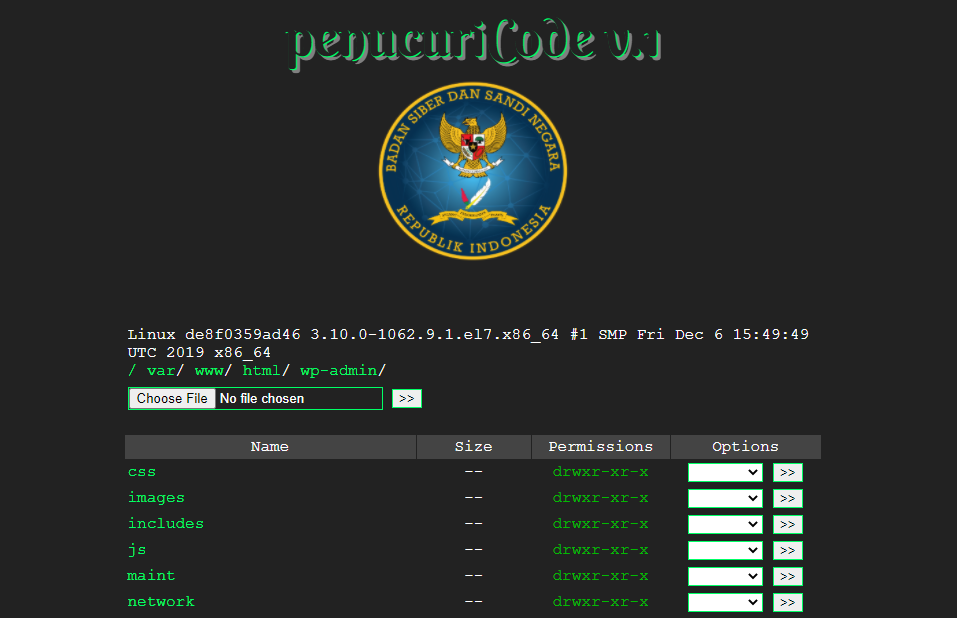 penucuriCode v.1
BADAN SIBER DAN SANDI NEGARA
REPUBLIK INDONESIA
Linux de8f0359ad46 3.10.0-1062.9.1.el7.x86_64 #1 SMP Fri Dec 6 15:49:49
UTC 2019 x86_64
/ var/ www/ html/ wp-admin/
Choose File No file chosen >>
Name Size Permissions Options
css -- drwxr-xr-x >>
images -- drwxr-xr-x >>
includes -- drwxr-xr-x >>
js -- drwxr-xr-x >>
maint -- drwxr-xr-x >>
network -- drwxr-xr-x >>